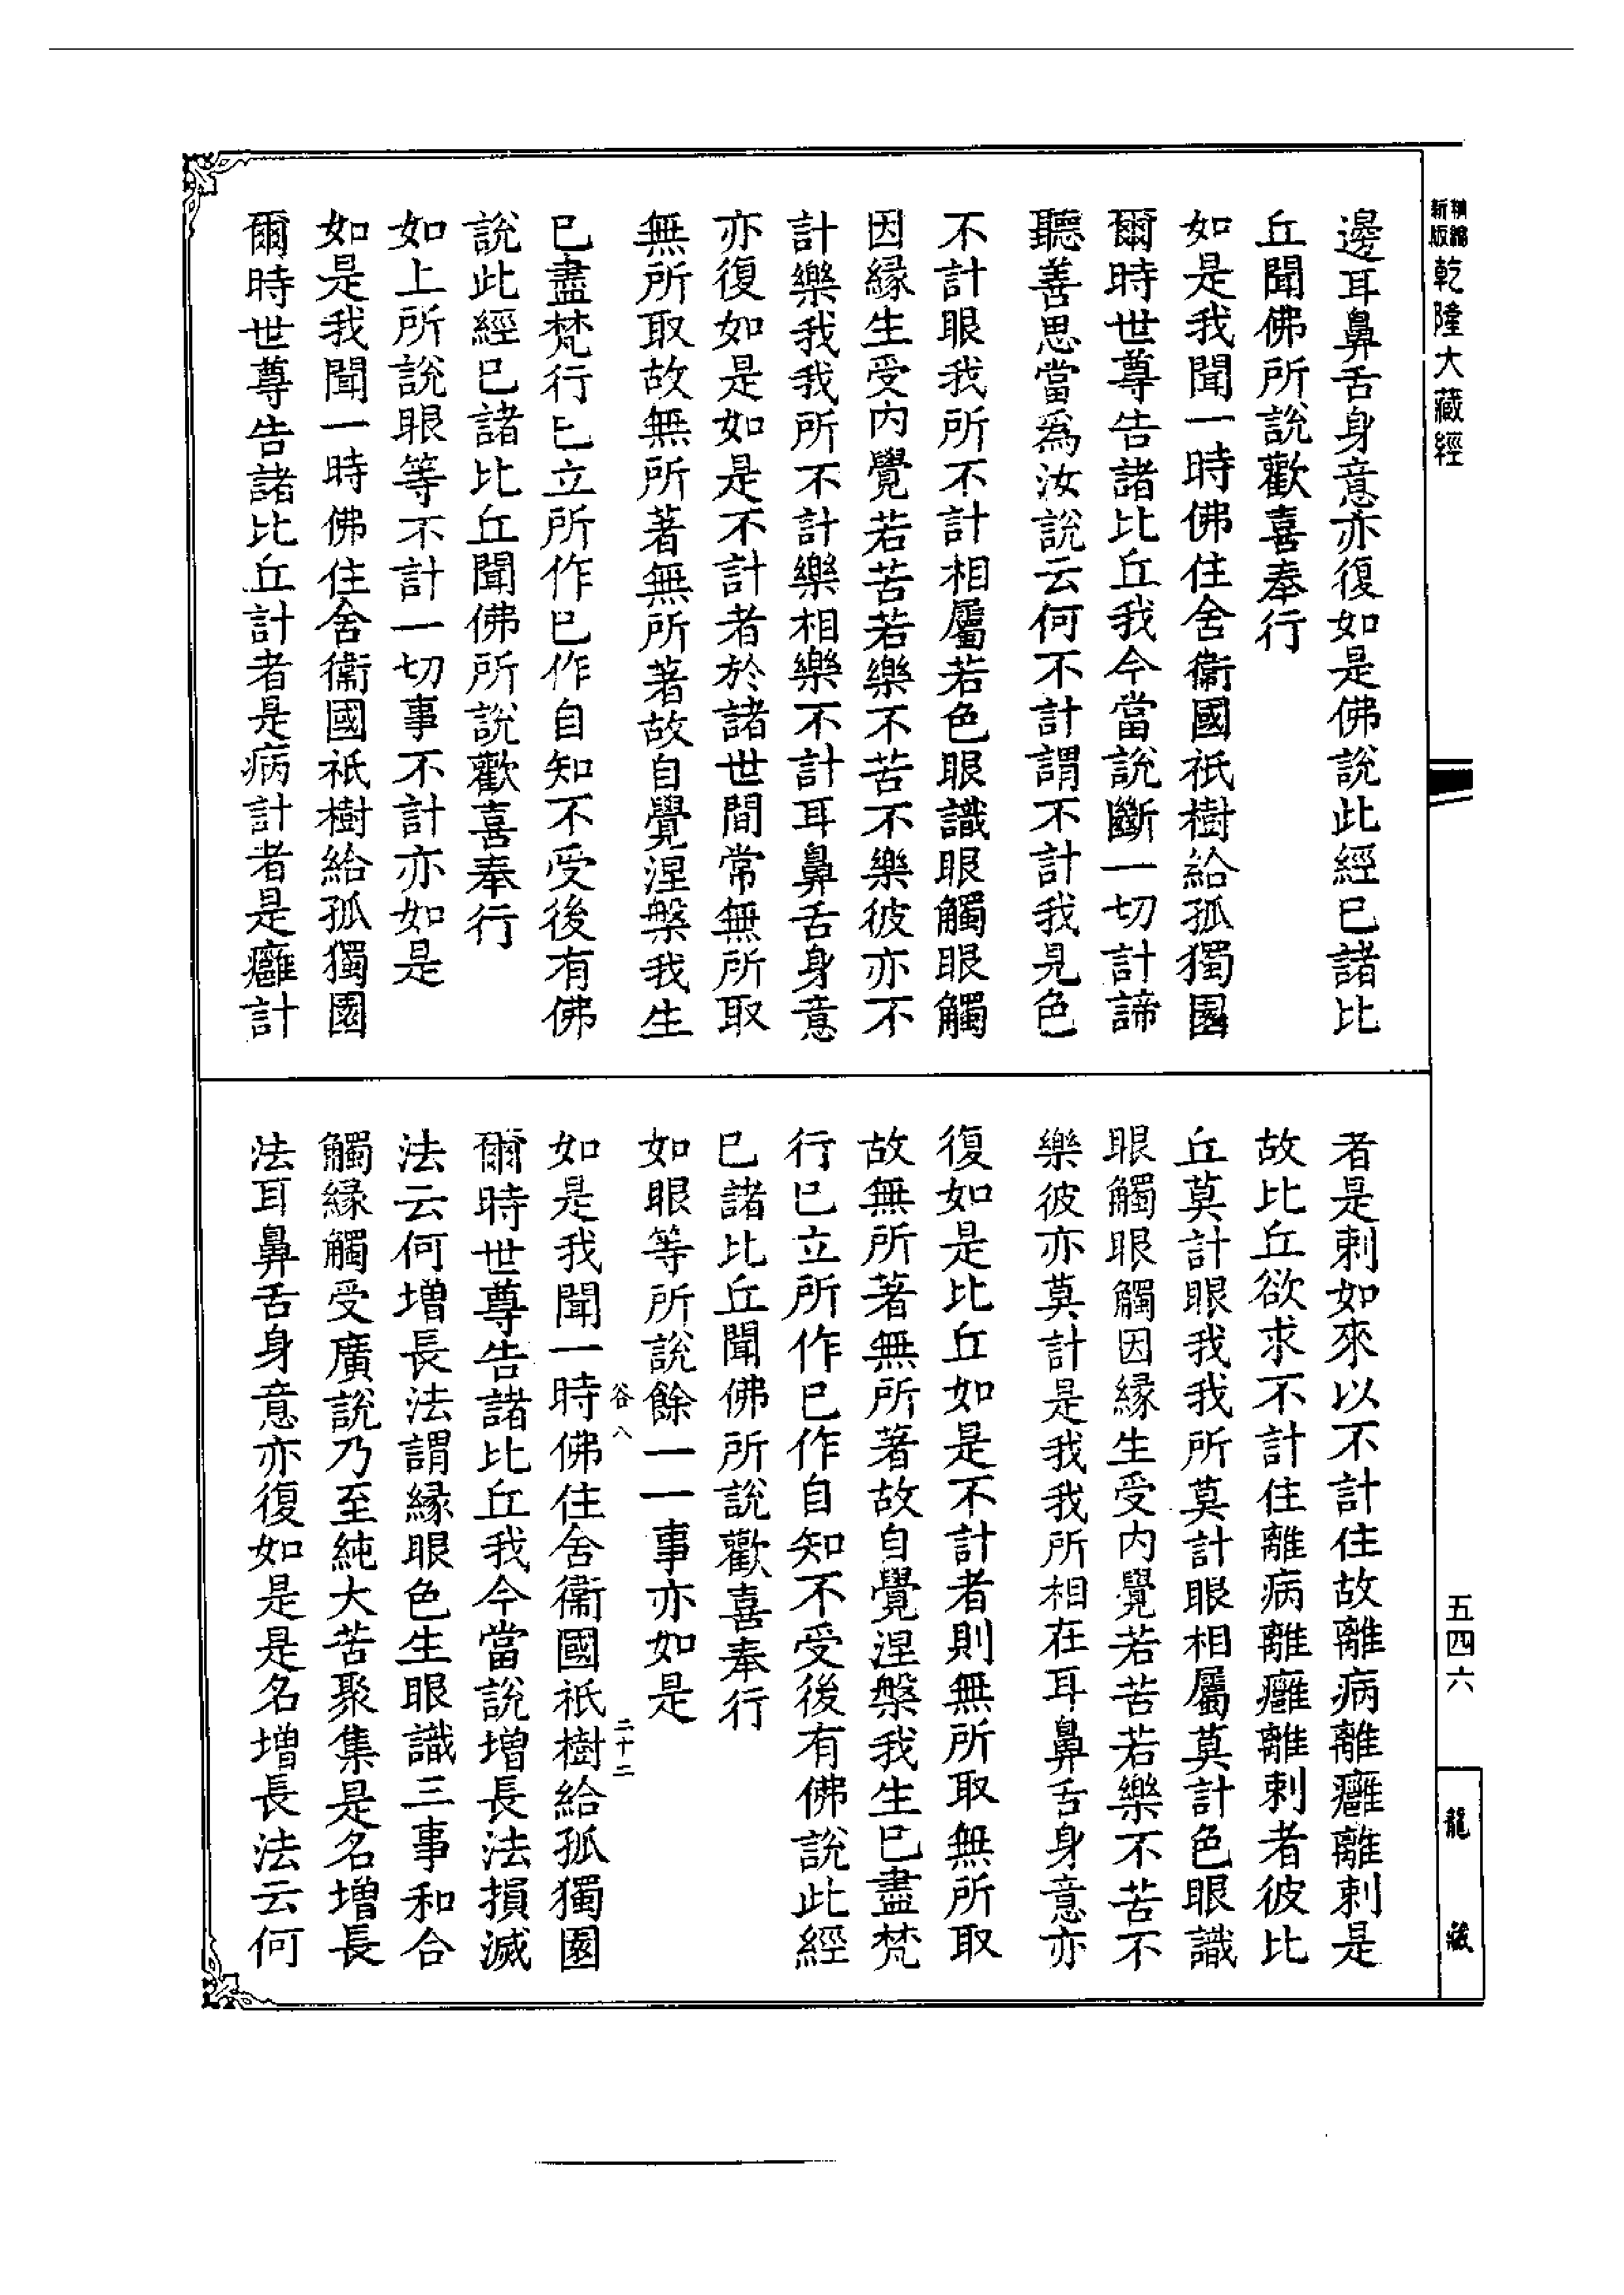 精編新版乾隆大藏經
五四六
龍藏
邊耳鼻舌身意亦復如是佛說此經已諸比
丘聞佛所說歡喜奉行
如是我聞一時佛住舍衛國祇樹給孤獨園
爾時世尊告諸比丘我今當說斷一切計諦
聽善思當爲汝說云何不計謂不計我見色
不計眼我所不計相屬若色眼識眼觸眼觸
因緣生受內覺若苦若樂不苦不樂彼亦不
計樂我我所不計樂相樂不計耳鼻舌身意
亦復如是如是不計者於諸世間常無所取
無所取故無所著無所著故自覺涅槃我生
已盡梵行已立所作已作自知不受後有佛
說此經已諸比丘聞佛所說歡喜奉行
如上所說眼等不計一切事不計亦如是
如是我聞一時佛住舍衛國祇樹給孤獨園
爾時世尊告諸比丘計者是病計者是癰計
者是刺如來以不計住故離病離癰離刺是
故比丘欲求不計住離病離癰離刺者彼比
丘莫計眼我我所莫計眼相屬莫計色眼識
眼觸眼觸因緣生受內覺若苦若樂不苦不
樂彼亦莫計是我我所相在耳鼻舌身意亦
復如是比丘如是不計者則無所取無所取
故無所著無所著故自覺涅槃我生已盡梵
行已立所作已作自知不受後有佛說此經
已諸比丘聞佛所說歡喜奉行
如眼等所說餘一一事亦如是
谷八 二十二
如是我聞一時佛住舍衛國祇樹給孤獨園
爾時世尊告諸比丘我今當說增長法損滅
法云何增長法謂緣眼色生眼識三事和合
觸緣觸受廣說乃至純大苦聚集是名增長
法耳鼻舌身意亦復如是是名增長法云何